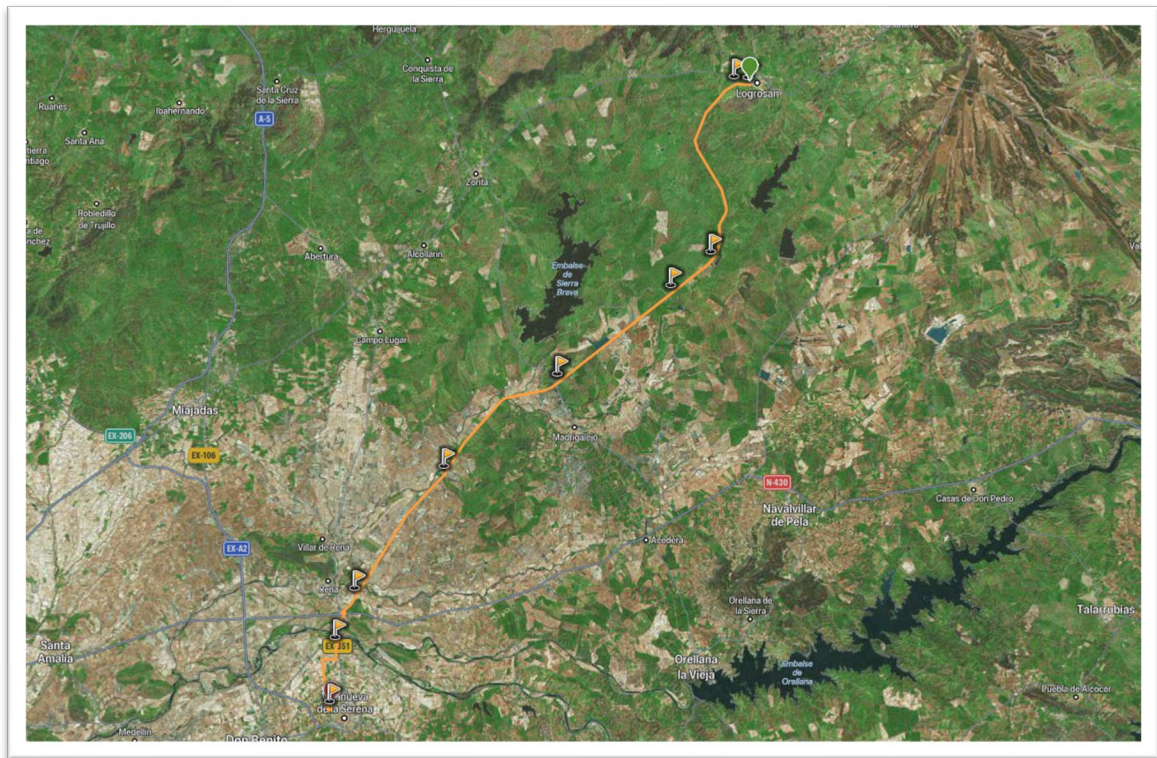 Herguijuela
Conquista de
la Sierra
Santa Cruz
de la Sierra
Ruanes
Ibahernando
A-5
Logrosán
Santa Ana
Zorita
Robledillo
de Trujillo
Abertura
Alcollarín
Embalse
de
Sierra
Brava
Campo Lugar
Miajadas
EX-206
EX-106
Madrigalejo
N-430
Casas de Don Pedro
Navalvillar
de Pela
EX-A2
Villar de Rena
Acedera
Rena
Orellana de
la Sierra
Talarrubias
Santa
Amalia
EX-351
Orellana
la Vieja
Embalse
de
Orellana
Puebla de Alcocer
de la Serena
Medellín
Don Benito